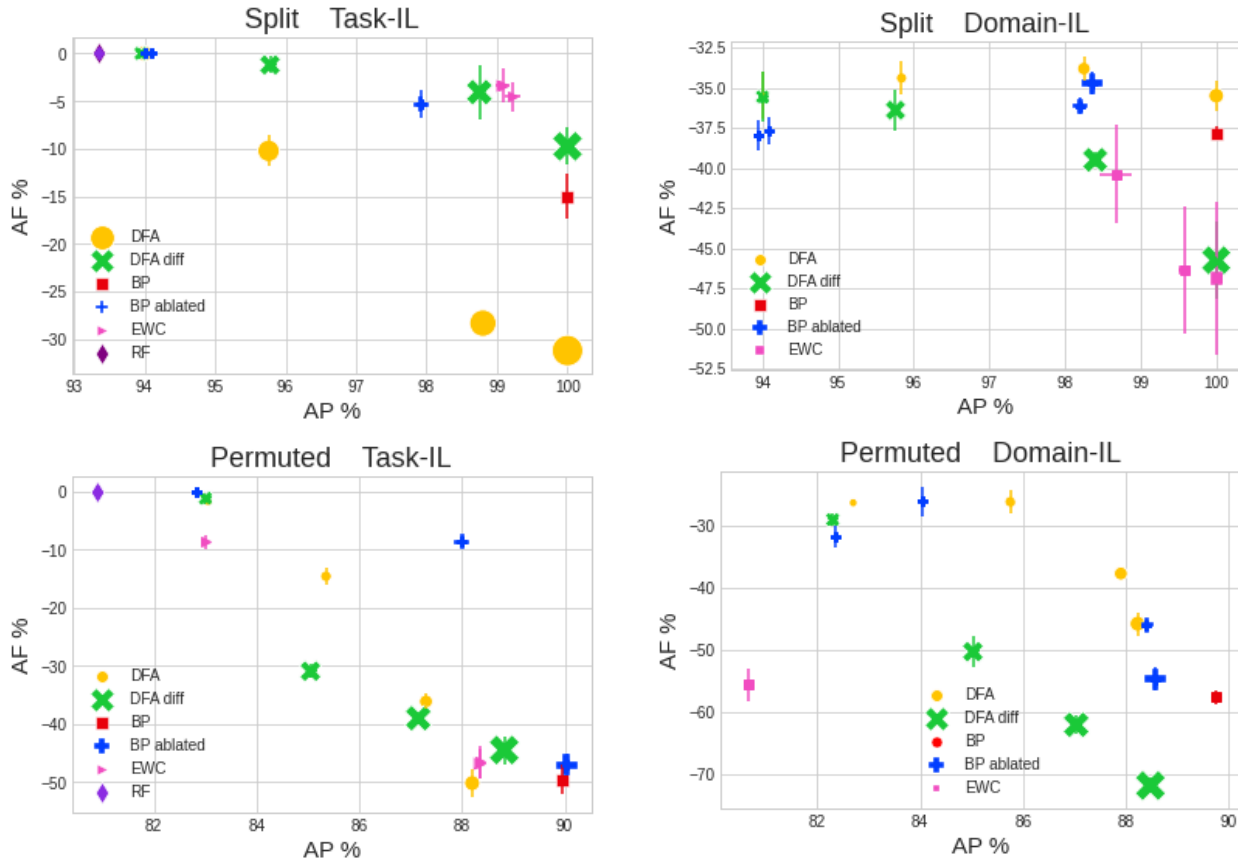 Split Task-IL
0
−5
−10
−15
−20
−25
−30
AF %
DFA
DFA diff
BP
BP ablated
EWC
RF
93 94 95 96 97 98 99 100
AP %
Split Domain-IL
−32.5
−35.0
−37.5
−40.0
−42.5
−45.0
−47.5
−50.0
−52.5
AF %
DFA
DFA diff
BP
BP ablated
EWC
94 95 96 97 98 99 100
AP %
Permuted Task-IL
0
−10
−20
−30
−40
−50
AF %
DFA
DFA diff
BP
BP ablated
EWC
RF
82 84 86 88 90
AP %
Permuted Domain-IL
−30
−40
−50
−60
−70
AF %
DFA
DFA diff
BP
BP ablated
EWC
82 84 86 88 90
AP %